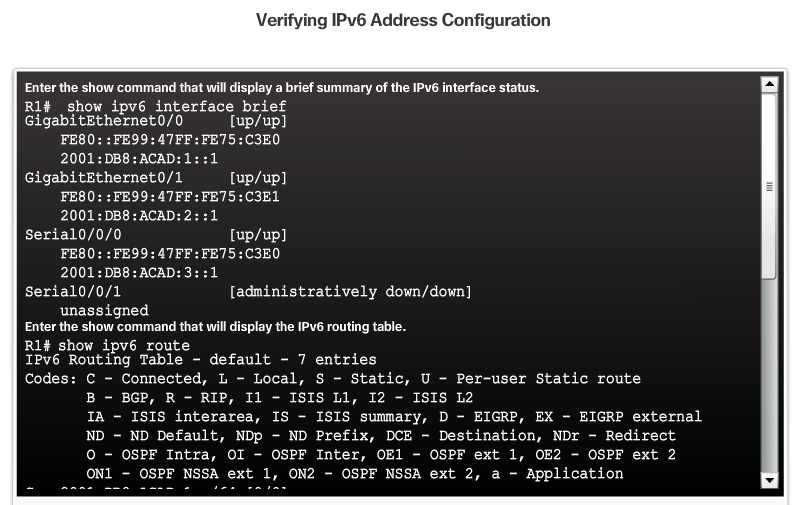 Verifying IPv6 Address Configuration
Enter the show command that will display a brief summary of the IPv6 interface status.
R1# show ipv6 interface brief
GigabitEthernet0/0 [up/up]
FE80::FE99:47FF:FE75:C3E0
2001:DB8:ACAD:1::1
GigabitEthernet0/1 [up/up]
FE80::FE99:47FF:FE75:C3E1
2001:DB8:ACAD:2::1
Serial0/0/0 [up/up]
FE80::FE99:47FF:FE75:C3E0
2001:DB8:ACAD:3::1
Serial0/0/1 [administratively down/down]
unassigned
Enter the show command that will display the IPv6 routing table.
R1# show ipv6 route
IPv6 Routing Table - default - 7 entries
Codes: C - Connected, L - Local, S - Static, U - Per-user Static route
B - BGP, R - RIP, I1 - ISIS L1, I2 - ISIS L2
IA - ISIS interarea, IS - ISIS summary, D - EIGRP, EX - EIGRP external
ND - ND Default, NDp - ND Prefix, DCE - Destination, NDr - Redirect
O - OSPF Intra, OI - OSPF Inter, OE1 - OSPF ext 1, OE2 - OSPF ext 2
ON1 - OSPF NSSA ext 1, ON2 - OSPF NSSA ext 2, a - Application